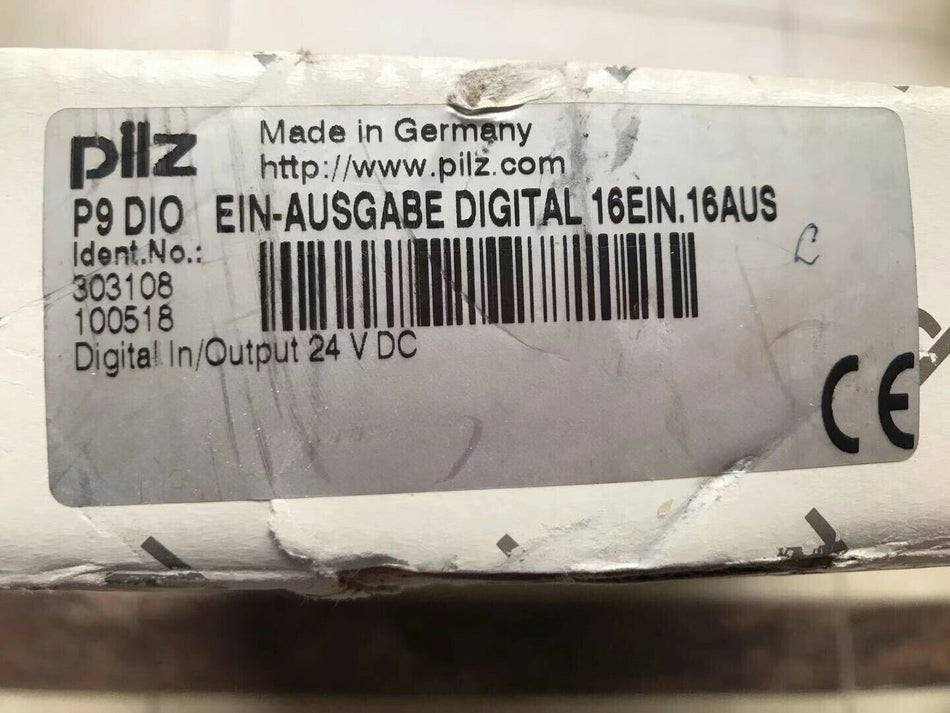 pilz
Made in Germany
http://www.pilz.com
P9 DIO EIN-AUSGABE DIGITAL 16EIN.16AUS
Ident.No.:
303108
100518
Digital In/Output 24 V DC
CE